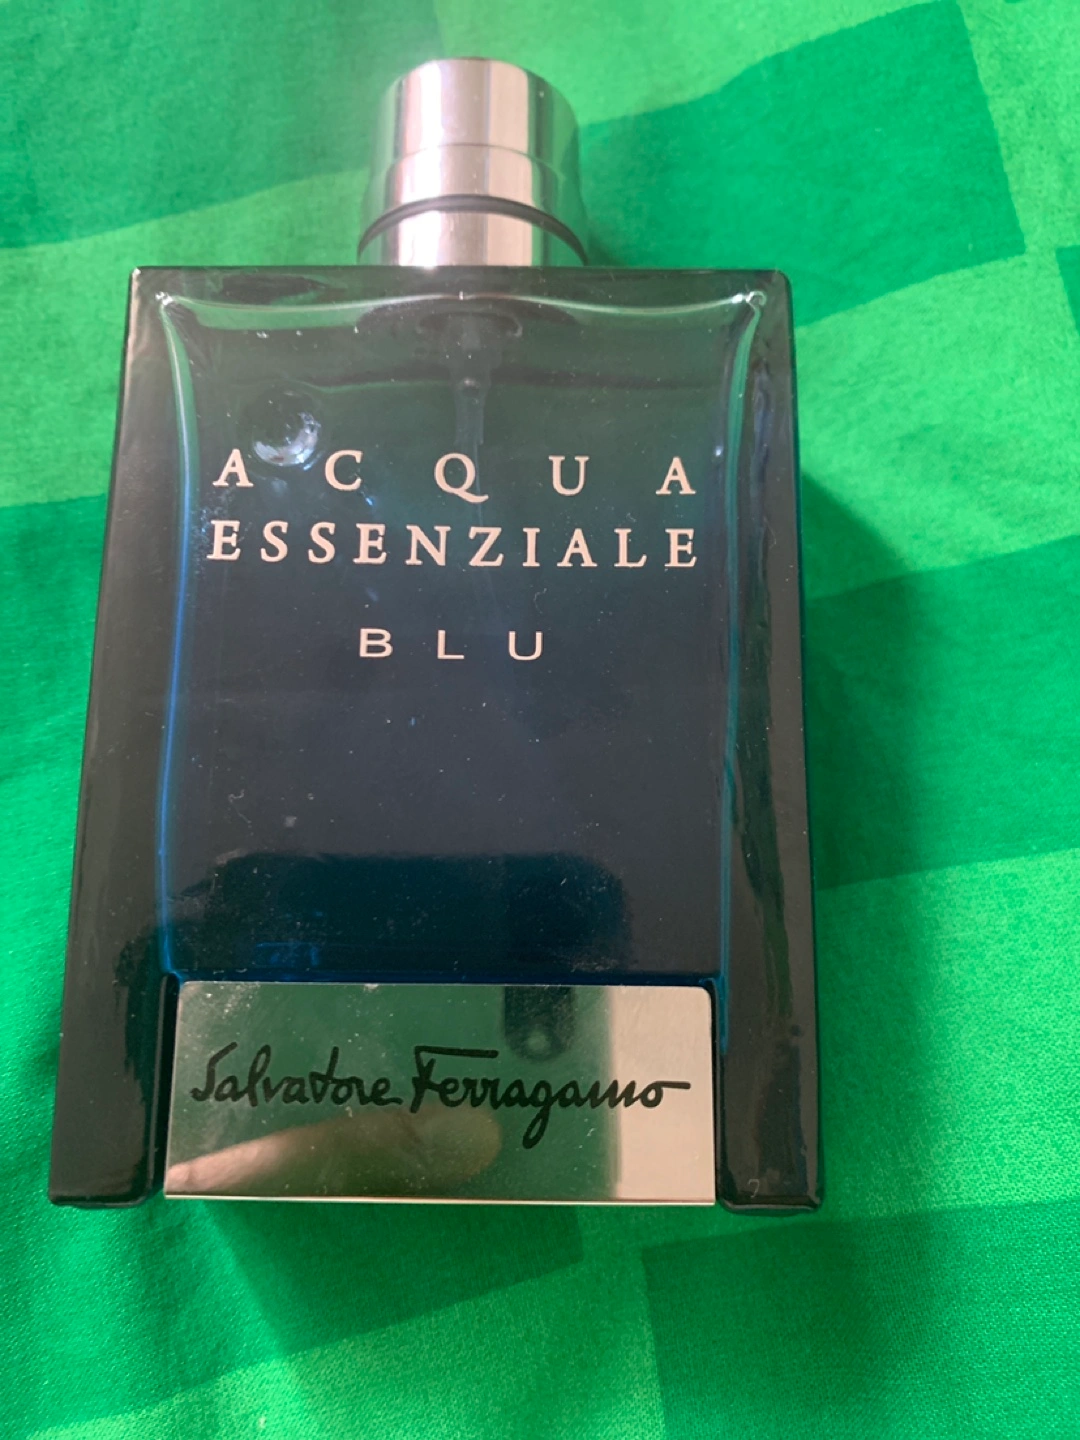 ACQUA
ESSENZIALE
BLU
Salvatore Ferragamo